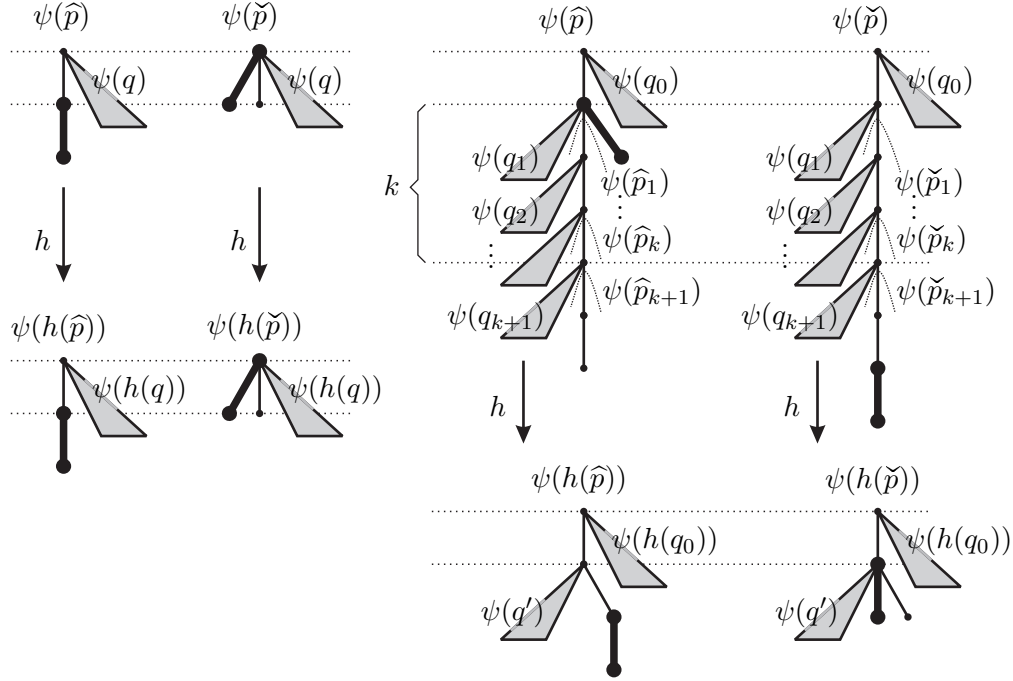 ψ(p̂) ψ(p̌) ψ(p̂) ψ(p̌)
ψ(q) ψ(q) ψ(q₀) ψ(q₀)
ψ(q₁) ψ(q₁)
k ψ(p̂₁) ψ(p̌₁)
ψ(q₂) ⋮ ψ(q₂) ⋮
h h ⋮ ψ(p̂ₖ) ⋮ ψ(p̌ₖ)
ψ(p̂ₖ₊₁) ψ(p̌ₖ₊₁)
ψ(h(p̂)) ψ(h(p̌)) ψ(qₖ₊₁) ψ(qₖ₊₁)
ψ(h(q)) ψ(h(q))
h h
ψ(h(p̂)) ψ(h(p̌))
ψ(h(q₀)) ψ(h(q₀))
ψ(q′) ψ(q′)